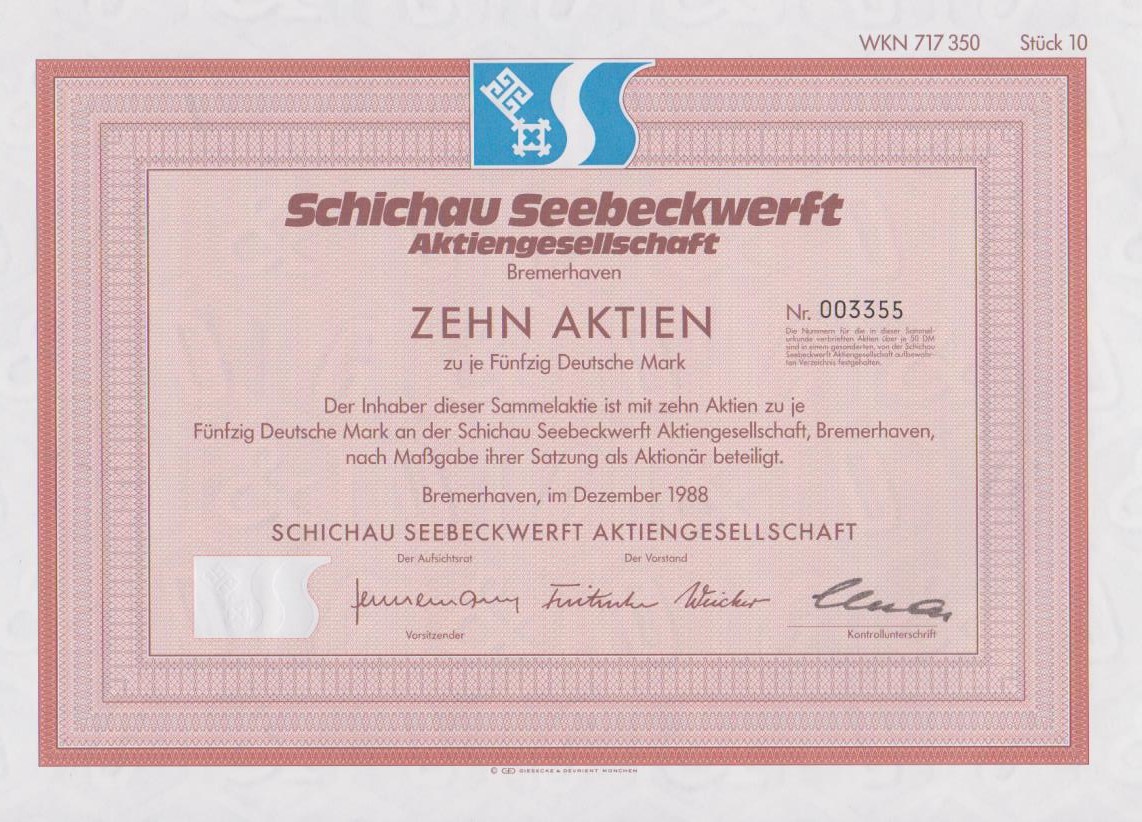 WKN 717 350 Stück 10
Schichau Seebeckwerft
Aktiengesellschaft
Bremerhaven
ZEHN AKTIEN
zu je Fünfzig Deutsche Mark
Nr. 003355
Die Nummern für die in dieser Sammel-
urkunde verbrieften Aktien über je 50 DM
sind in einem gesonderten, von der Schichau
Seebeckwerft Aktiengesellschaft aufbewahr-
ten Verzeichnis festgehalten.
Der Inhaber dieser Sammelaktie ist mit zehn Aktien zu je
Fünfzig Deutsche Mark an der Schichau Seebeckwerft Aktiengesellschaft, Bremerhaven,
nach Maßgabe ihrer Satzung als Aktionär beteiligt.
Bremerhaven, im Dezember 1988
SCHICHAU SEEBECKWERFT AKTIENGESELLSCHAFT
Der Aufsichtsrat Der Vorstand
Vorsitzender
Kontrollunterschrift
© GD GIESECKE & DEVRIENT MÜNCHEN